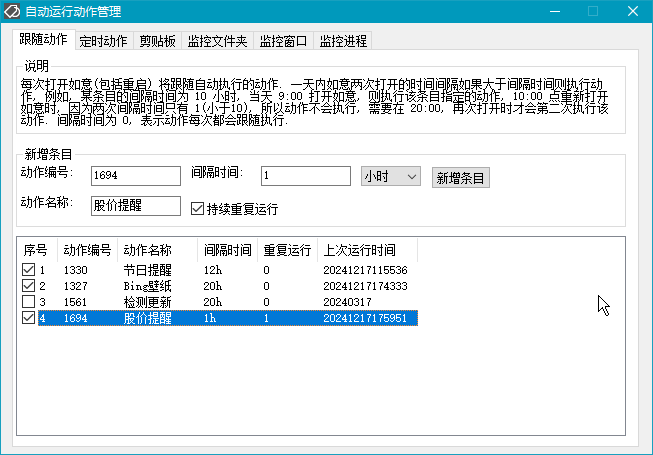 自动运行动作管理
跟随动作 定时动作 剪贴板 监控文件夹 监控窗口 监控进程
说明
每次打开如意(包括重启) 将跟随自动执行的动作. 一天内如意两次打开的时间间隔如果大于间隔时间则执行动
作, 例如, 某条目的间隔时间为 10 小时, 当天 9:00 打开如意, 则执行该条目指定的动作, 10:00 点重新打开
如意时, 因为两次间隔时间只有 1(小于10), 所以动作不会执行, 需要在 20:00, 再次打开时才会第二次执行该
动作. 间隔时间为 0, 表示动作每次都会跟随执行.
新增条目
动作编号: 1694 间隔时间: 1 小时 新增条目
动作名称: 股价提醒 持续重复运行
序号 动作编号 动作名称 间隔时间 重复运行 上次运行时间
1 1330 节日提醒 12h 0 20241217115536
2 1327 Bing壁纸 20h 0 20241217174333
3 1561 检测更新 20h 0 20240317
4 1694 股价提醒 1h 1 20241217175951